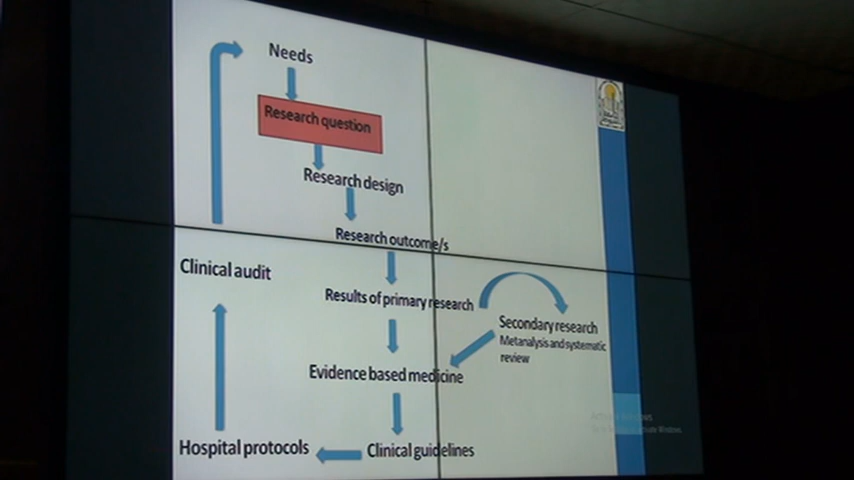 Needs
Research question
Research design
Research outcome/s
Clinical audit
Results of primary research
Secondary research
Metanalysis and systematic
review
Evidence based medicine
Hospital protocols
Clinical guidelines